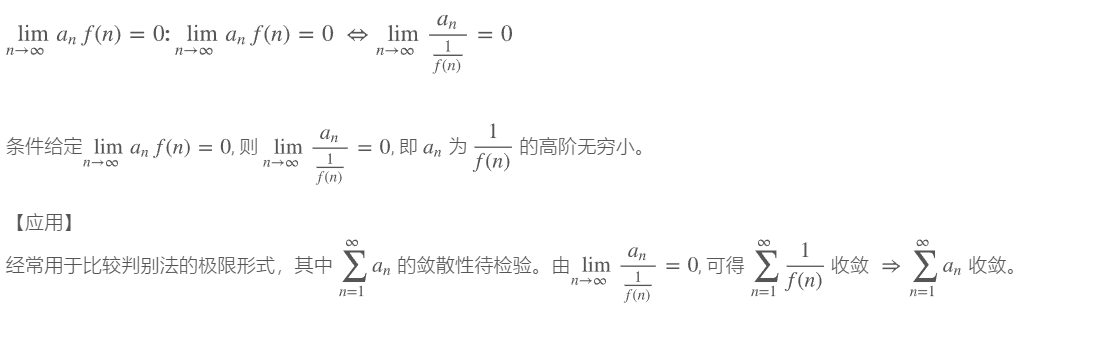 $\lim_{n\to\infty} a_n f(n) = 0$: $\lim_{n\to\infty} a_n f(n) = 0 \Leftrightarrow \lim_{n\to\infty} \frac{a_n}{\frac{1}{f(n)}} = 0$
条件给定 $\lim_{n\to\infty} a_n f(n) = 0$, 则 $\lim_{n\to\infty} \frac{a_n}{\frac{1}{f(n)}} = 0$, 即 $a_n$ 为 $\frac{1}{f(n)}$ 的高阶无穷小。
【应用】
经常用于比较判别法的极限形式，其中 $\sum_{n=1}^{\infty} a_n$ 的敛散性待检验。由 $\lim_{n\to\infty} \frac{a_n}{\frac{1}{f(n)}} = 0$, 可得 $\sum_{n=1}^{\infty} \frac{1}{f(n)}$ 收敛 $\Rightarrow \sum_{n=1}^{\infty} a_n$ 收敛。